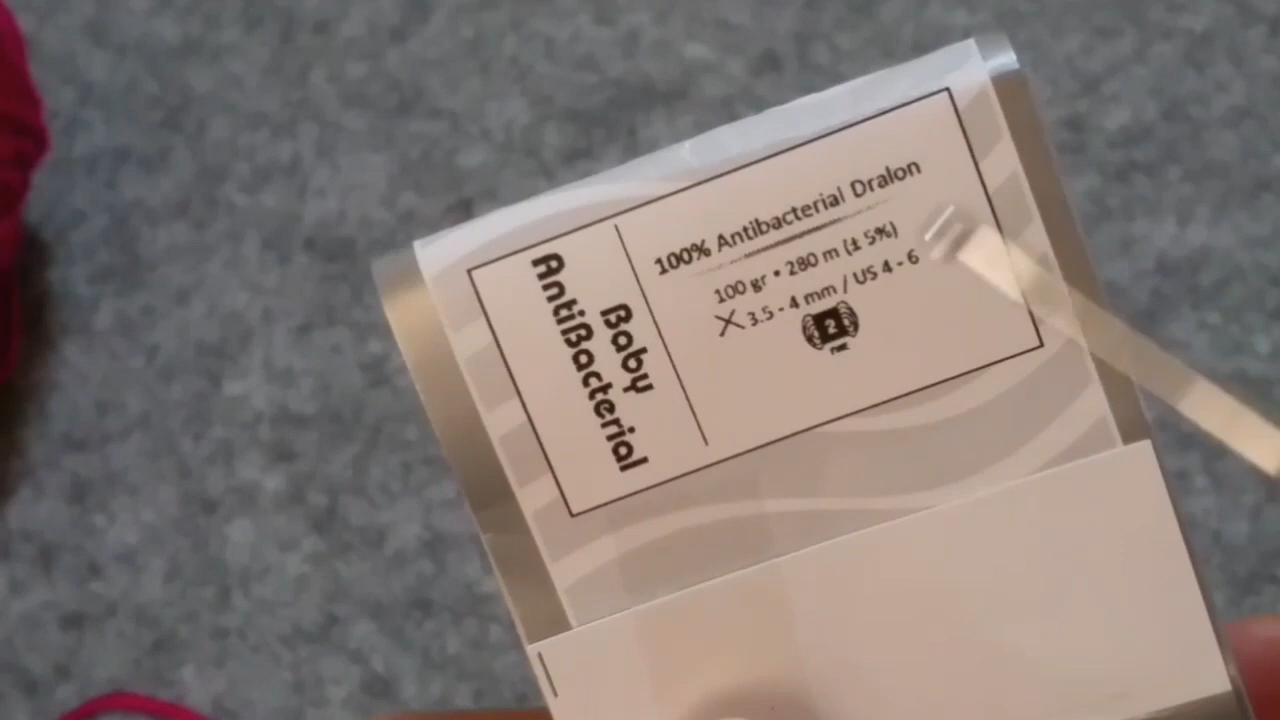 Baby
AntiBacterial
100% Antibacterial Dralon
100 gr • 280 m (± 5%)
3.5 - 4 mm / US 4 - 6
2